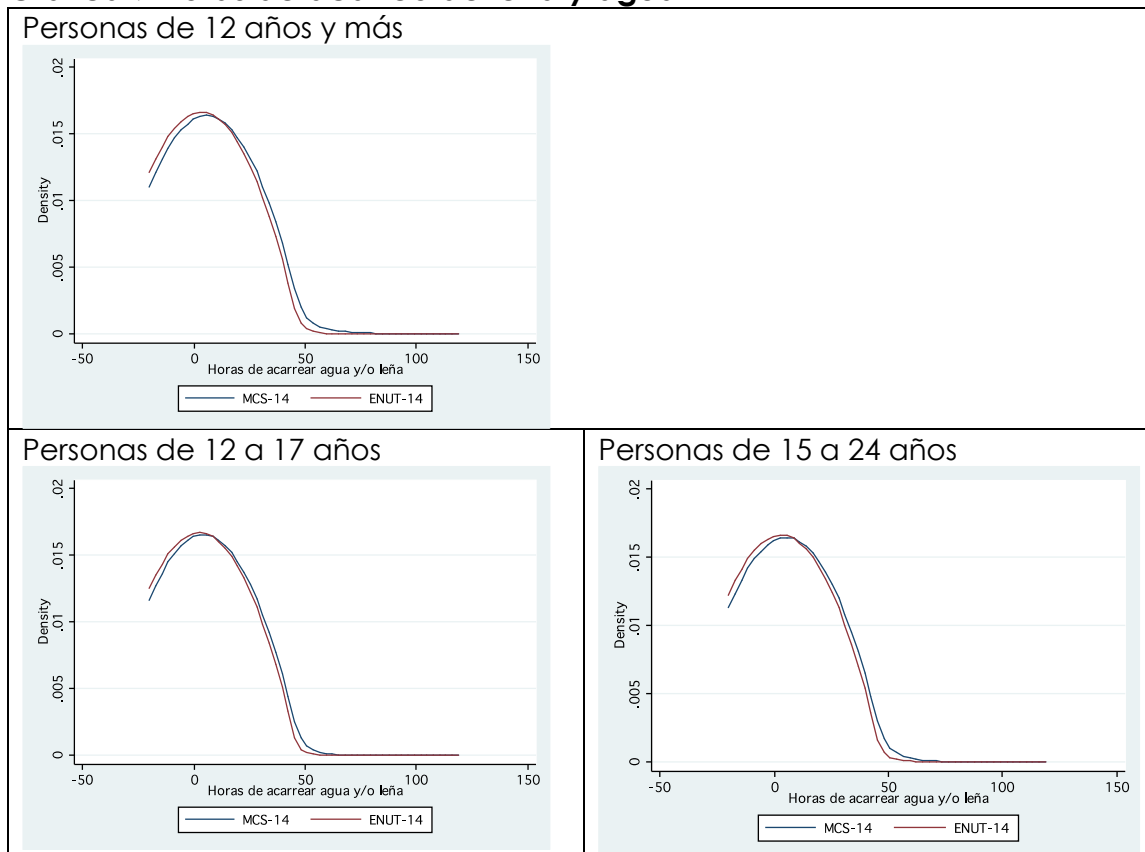 Personas de 12 años y más
.02
.015
.01
.005
0
Density
-50 0 50 100 150
Horas de acarrear agua y/o leña
MCS-14 ENUT-14
Personas de 12 a 17 años
.02
.015
.01
.005
0
Density
-50 0 50 100 150
Horas de acarrear agua y/o leña
MCS-14 ENUT-14
Personas de 15 a 24 años
.02
.015
.01
.005
0
Density
-50 0 50 100 150
Horas de acarrear agua y/o leña
MCS-14 ENUT-14